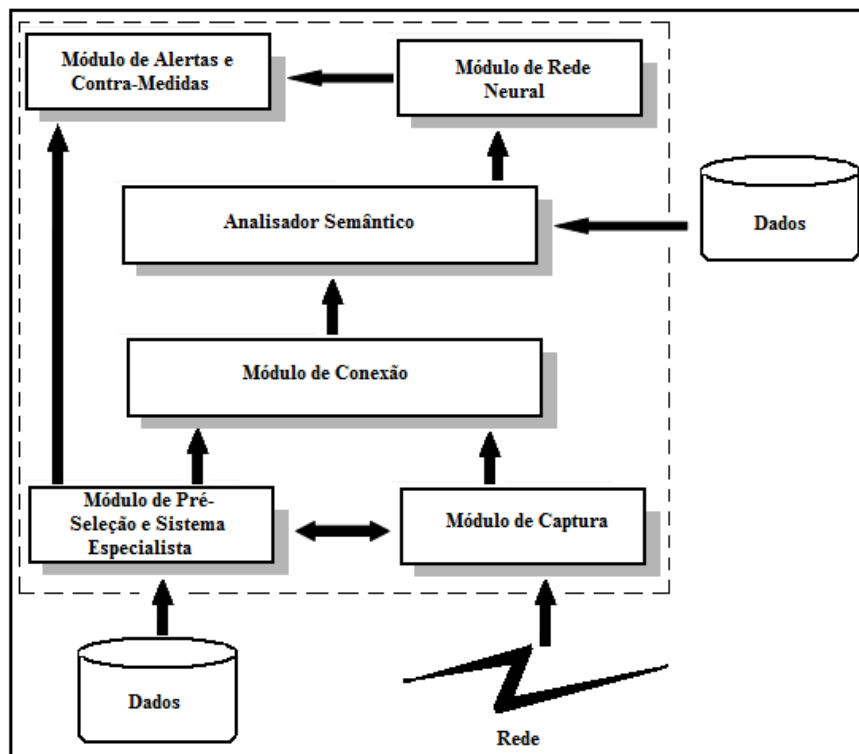 Módulo de Alertas e
Contra-Medidas
Módulo de Rede
Neural
Analisador Semântico
Dados
Módulo de Conexão
Módulo de Pré-
Seleção e Sistema
Especialista
Módulo de Captura
Dados
Rede